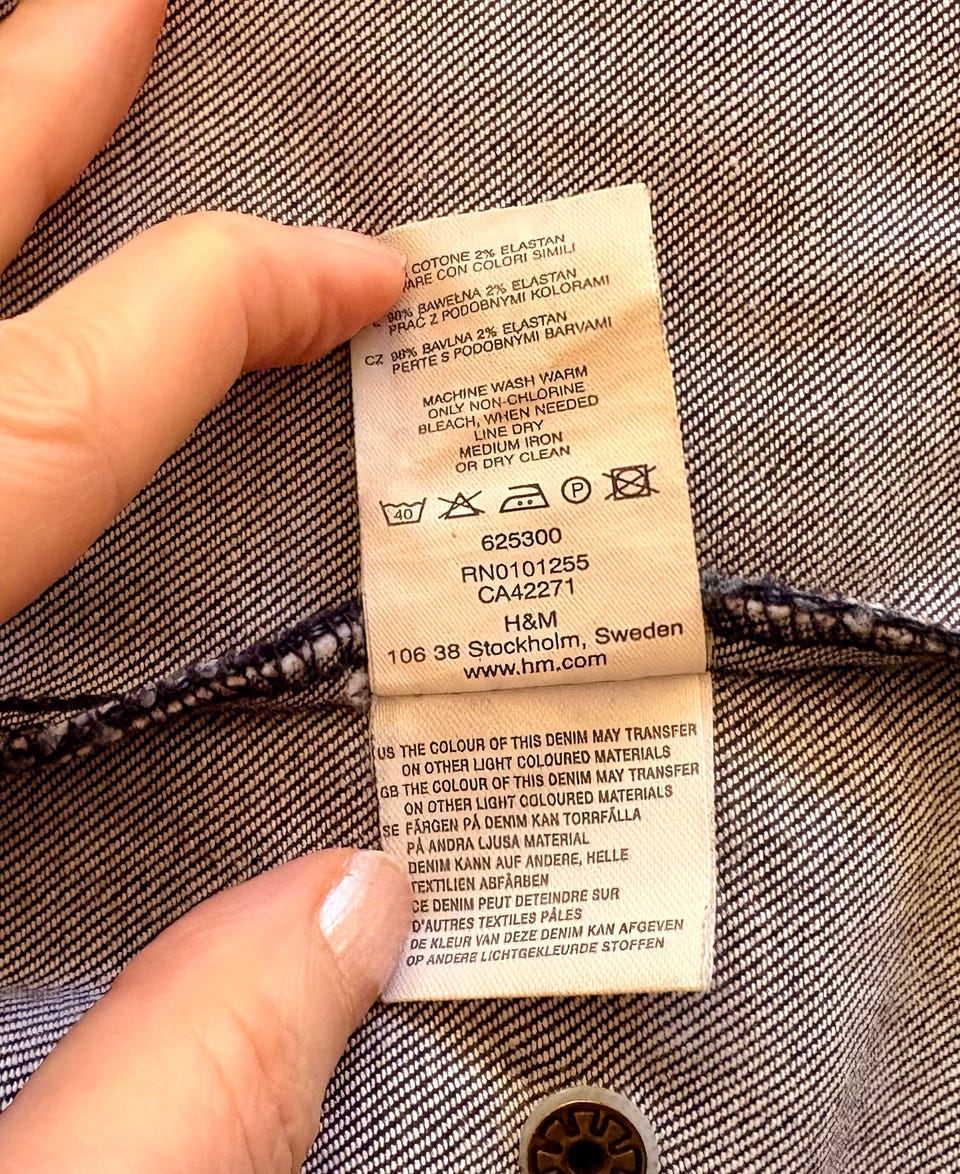 COTONE 2% ELASTAN
ARE CON COLORI SIMILI
98% BAWEŁNA 2% ELASTAN
PRAĆ Z PODOBNYMI KOLORAMI
CZ 98% BAVLNA 2% ELASTAN
PERTE S PODOBNÝMI BARVAMI
MACHINE WASH WARM
ONLY NON-CHLORINE
BLEACH, WHEN NEEDED
LINE DRY
MEDIUM IRON
OR DRY CLEAN
40 P
625300
RN0101255
CA42271
H&M
106 38 Stockholm, Sweden
www.hm.com
US THE COLOUR OF THIS DENIM MAY TRANSFER
ON OTHER LIGHT COLOURED MATERIALS
GB THE COLOUR OF THIS DENIM MAY TRANSFER
ON OTHER LIGHT COLOURED MATERIALS
SE FÄRGEN PÅ DENIM KAN TORRFÄLLA
PÅ ANDRA LJUSA MATERIAL
DENIM KANN AUF ANDERE, HELLE
TEXTILIEN ABFÄRBEN
CE DENIM PEUT DETEINDRE SUR
D'AUTRES TEXTILES PÂLES
DE KLEUR VAN DEZE DENIM KAN AFGEVEN
OP ANDERE LICHTGEKLEURDE STOFFEN